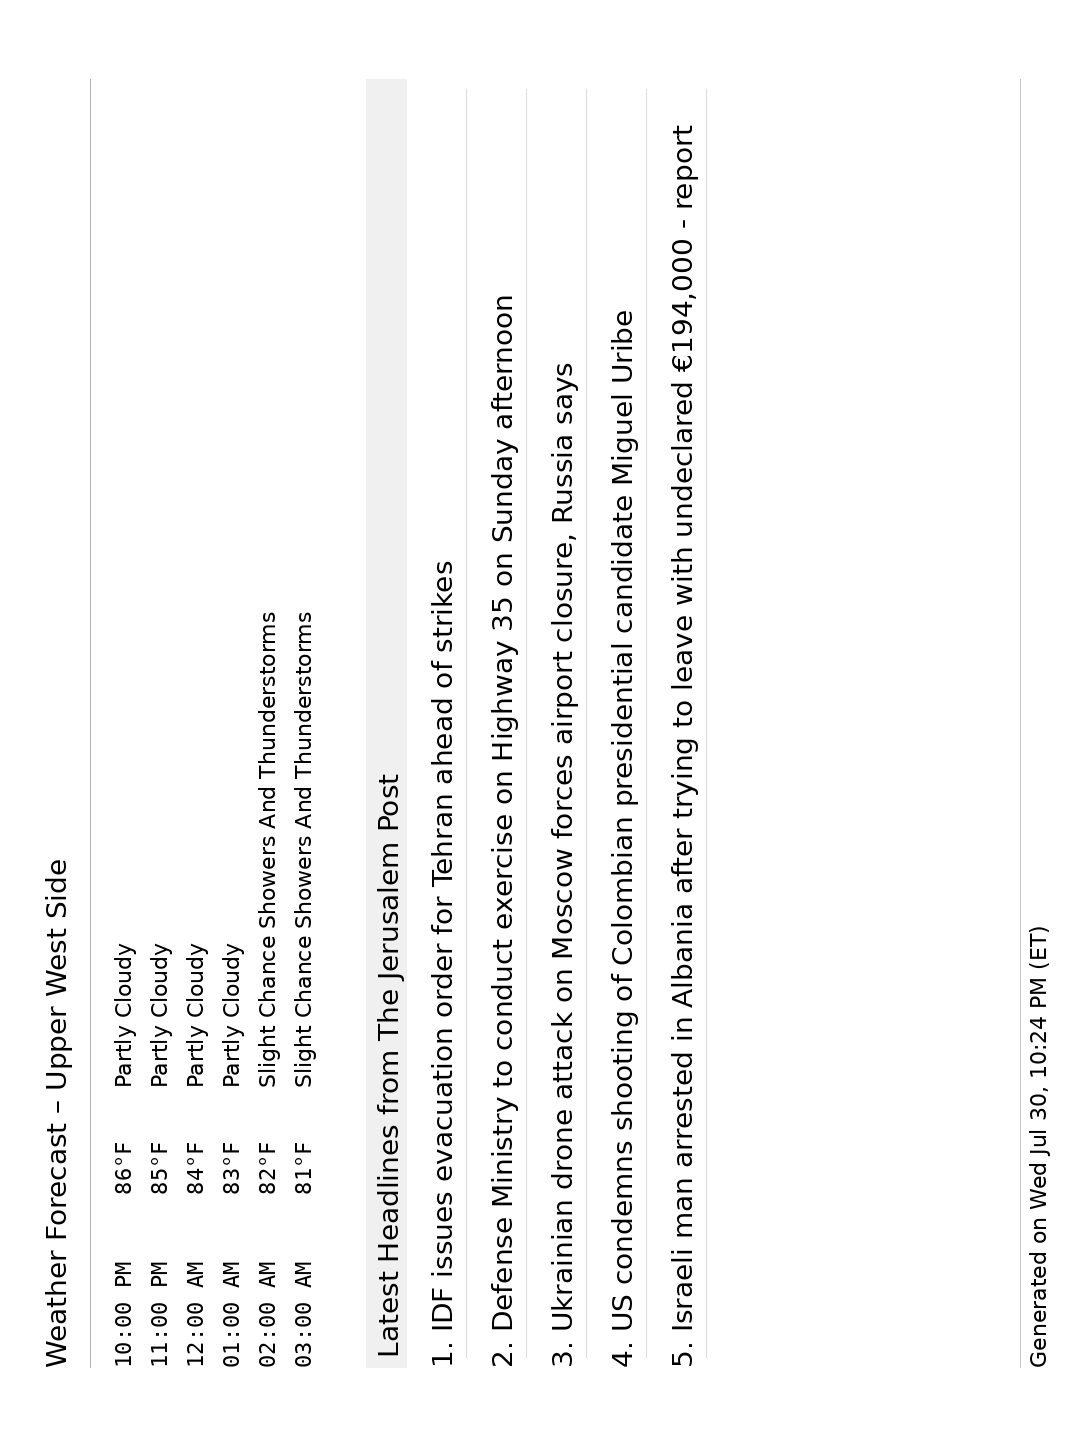 Weather Forecast – Upper West Side
10:00 PM 86°F Partly Cloudy
11:00 PM 85°F Partly Cloudy
12:00 AM 84°F Partly Cloudy
01:00 AM 83°F Partly Cloudy
02:00 AM 82°F Slight Chance Showers And Thunderstorms
03:00 AM 81°F Slight Chance Showers And Thunderstorms
Latest Headlines from The Jerusalem Post
1. IDF issues evacuation order for Tehran ahead of strikes
2. Defense Ministry to conduct exercise on Highway 35 on Sunday afternoon
3. Ukrainian drone attack on Moscow forces airport closure, Russia says
4. US condemns shooting of Colombian presidential candidate Miguel Uribe
5. Israeli man arrested in Albania after trying to leave with undeclared €194,000 - report
Generated on Wed Jul 30, 10:24 PM (ET)